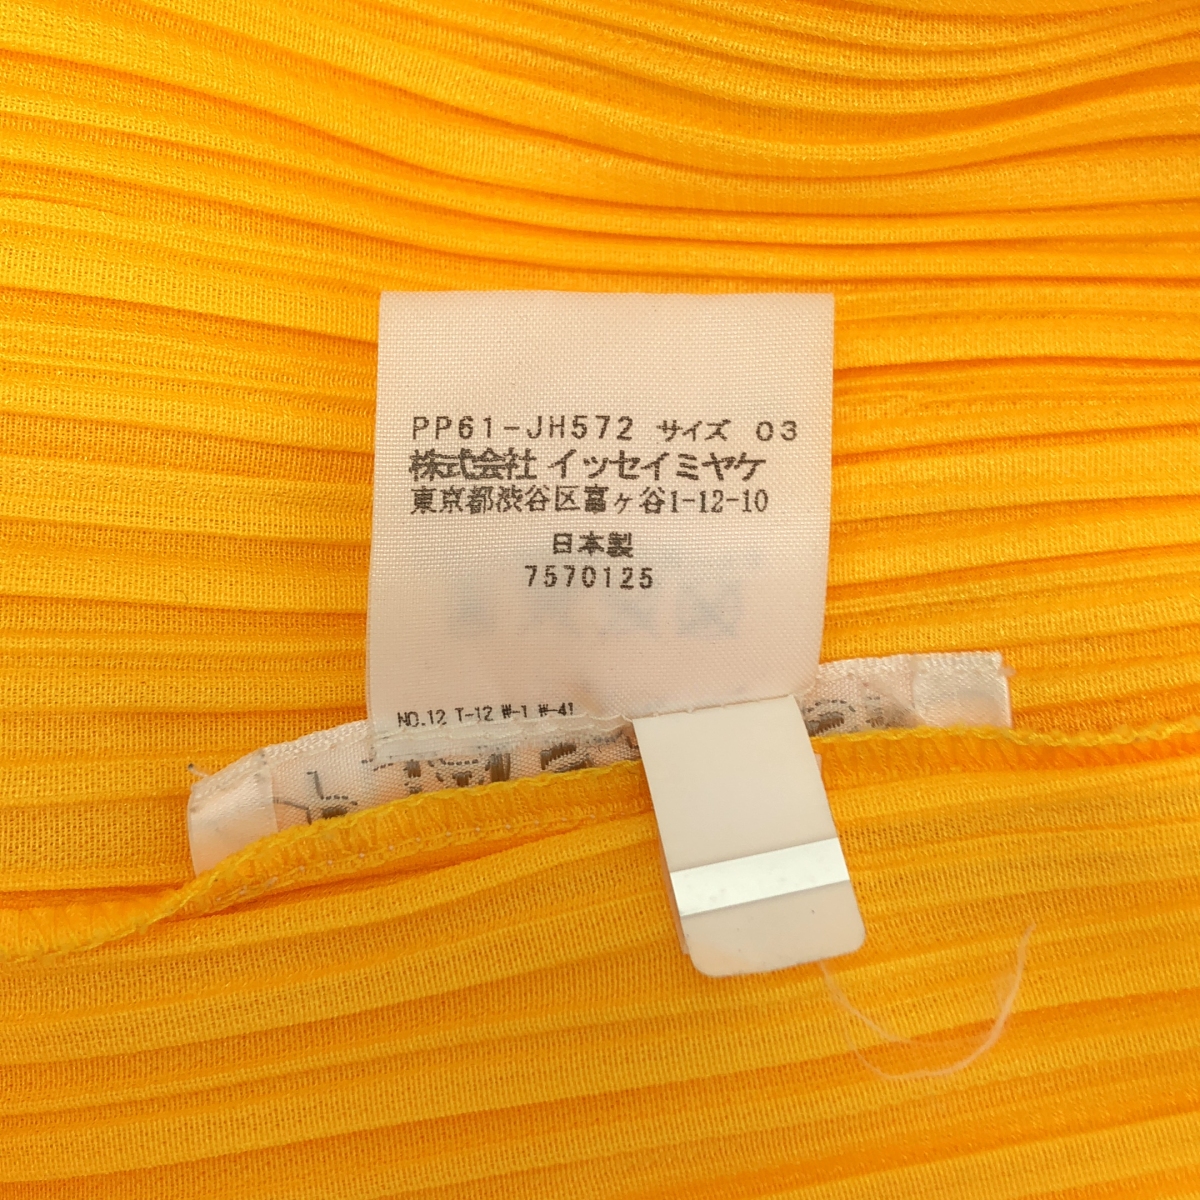 PP61-JH572 サイズ 03
株式会社 イッセイミヤケ
東京都渋谷区富ヶ谷1-12-10
日本製
7570125
NO.12 T-12 W-1 W-41